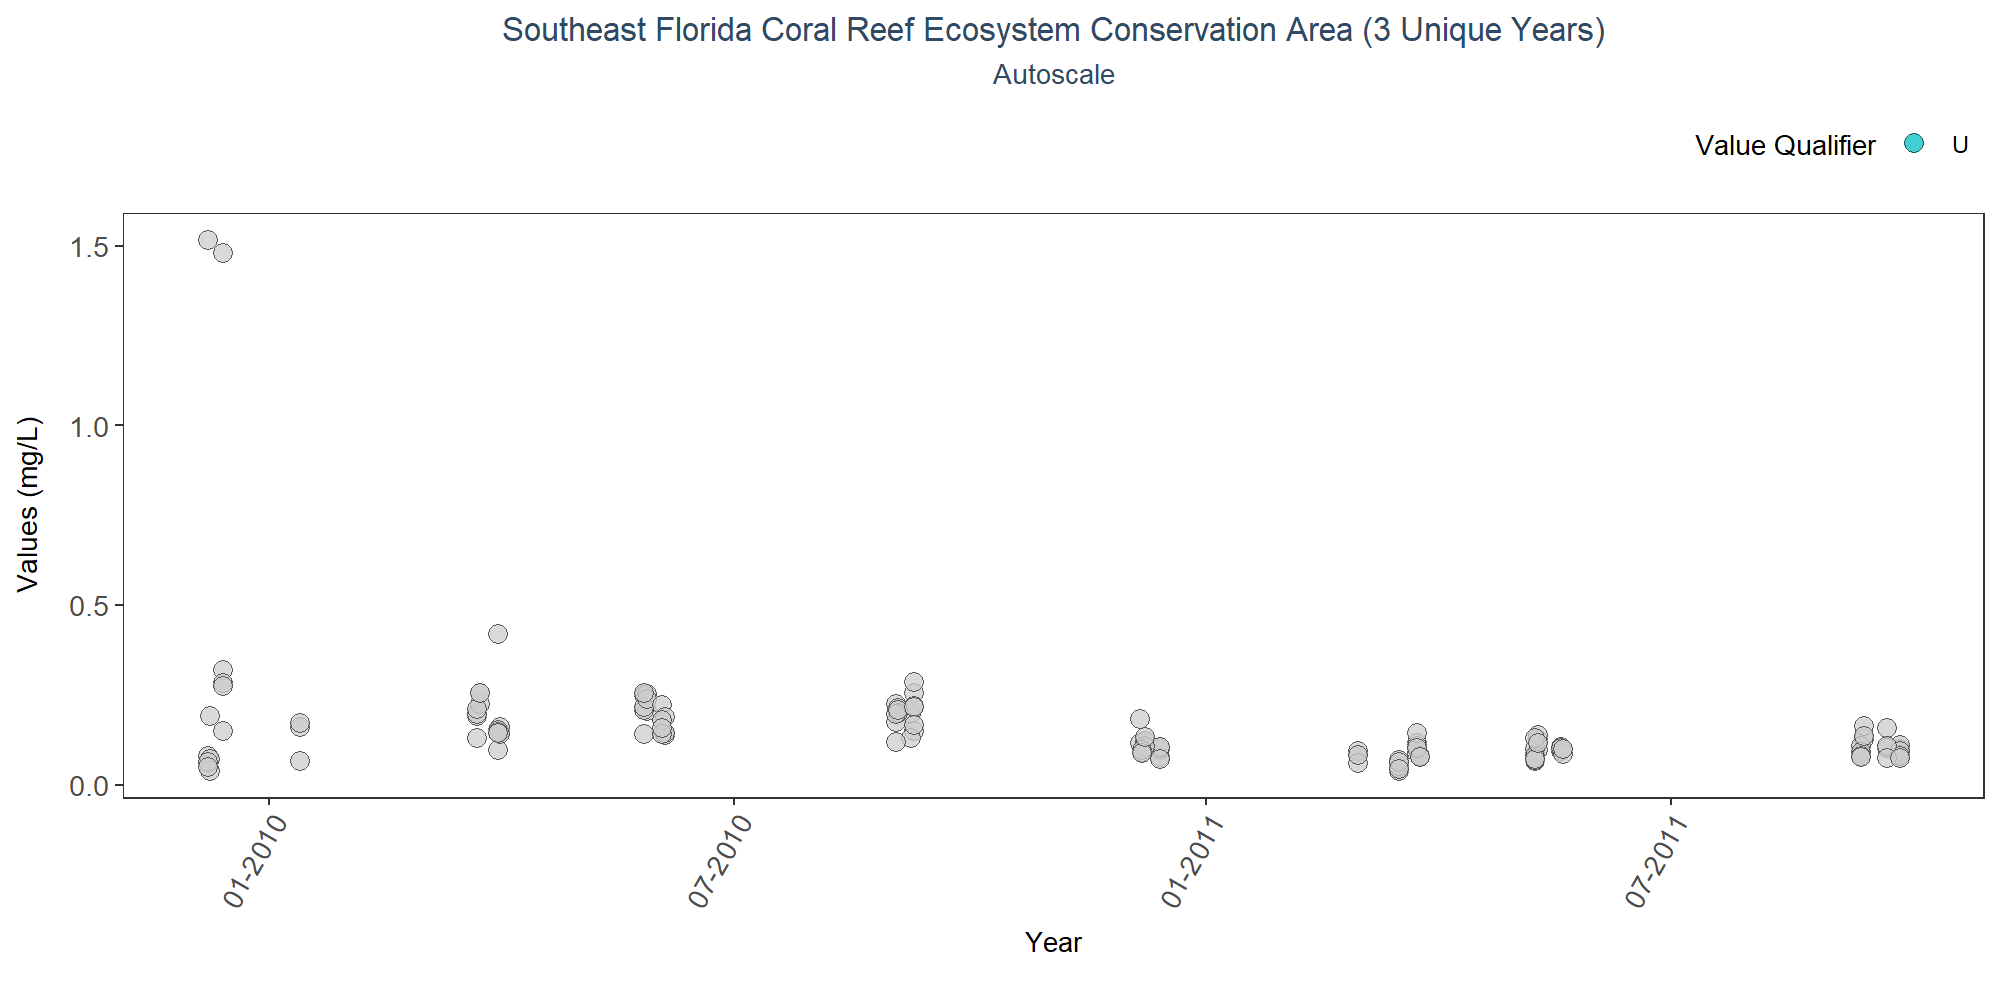 Southeast Florida Coral Reef Ecosystem Conservation Area (3 Unique Years)
Autoscale
Value Qualifier U
Values (mg/L)
1.5
1.0
0.5
0.0
01-2010 07-2010 01-2011 07-2011
Year